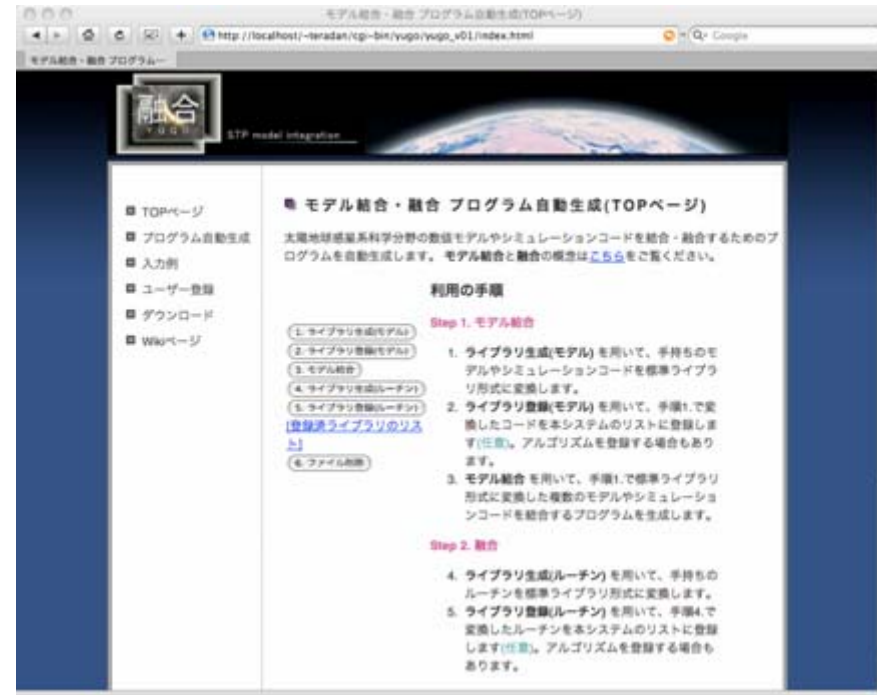 モデル結合・融合 プログラム自動生成(TOPページ)
http://localhost/~teradan/cgi-bin/yugo/yugo_v01/index.html
Google
モデル結合・融合 プログラム…
融合
yugo
STP model integration
TOPページ
プログラム自動生成
入力例
ユーザー登録
ダウンロード
Wikiページ
モデル結合・融合 プログラム自動生成(TOPページ)
太陽地球惑星系科学分野の数値モデルやシミュレーションコードを結合・融合するためのプ
ログラムを自動生成します。 モデル結合と融合の概念はこちらをご覧ください。
利用の手順
1. ライブラリ生成(モデル)
2. ライブラリ登録(モデル)
3. モデル結合
4. ライブラリ生成(ルーチン)
5. ライブラリ登録(ルーチン)
[登録済ライブラリのリス
ト]
6. ファイル削除
Step 1. モデル結合
1. ライブラリ生成(モデル) を用いて、手持ちのモ
デルやシミュレーションコードを標準ライブラ
リ形式に変換します。
2. ライブラリ登録(モデル) を用いて、手順1.で変
換したコードを本システムのリストに登録しま
す(任意)。アルゴリズムを登録する場合もあり
ます。
3. モデル結合 を用いて、手順1.で標準ライブラリ
形式に変換した複数のモデルやシミュレーショ
ンコードを結合するプログラムを生成します。
Step 2. 融合
4. ライブラリ生成(ルーチン) を用いて、手持ちの
ルーチンを標準ライブラリ形式に変換します。
5. ライブラリ登録(ルーチン) を用いて、手順4.で
変換したルーチンを本システムのリストに登録
します(任意)。アルゴリズムを登録する場合も
あります。